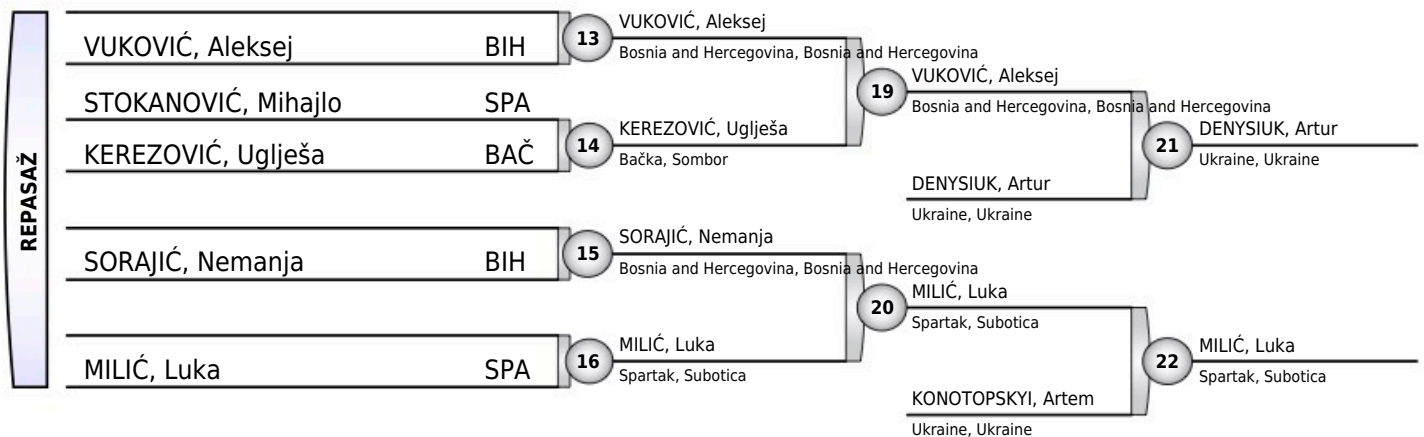 REPASAŽ
VUKOVIĆ, Aleksej BIH
STOKANOVIĆ, Mihajlo SPA
KEREZOVIĆ, Uglješa BAČ
SORAJIĆ, Nemanja BIH
MILIĆ, Luka SPA
13
VUKOVIĆ, Aleksej
Bosnia and Hercegovina, Bosnia and Hercegovina
14
KEREZOVIĆ, Uglješa
Bačka, Sombor
15
SORAJIĆ, Nemanja
Bosnia and Hercegovina, Bosnia and Hercegovina
16
MILIĆ, Luka
Spartak, Subotica
19
VUKOVIĆ, Aleksej
Bosnia and Hercegovina, Bosnia and Hercegovina
DENYSIUK, Artur
Ukraine, Ukraine
20
MILIĆ, Luka
Spartak, Subotica
KONOTOPSKYI, Artem
Ukraine, Ukraine
21
DENYSIUK, Artur
Ukraine, Ukraine
22
MILIĆ, Luka
Spartak, Subotica